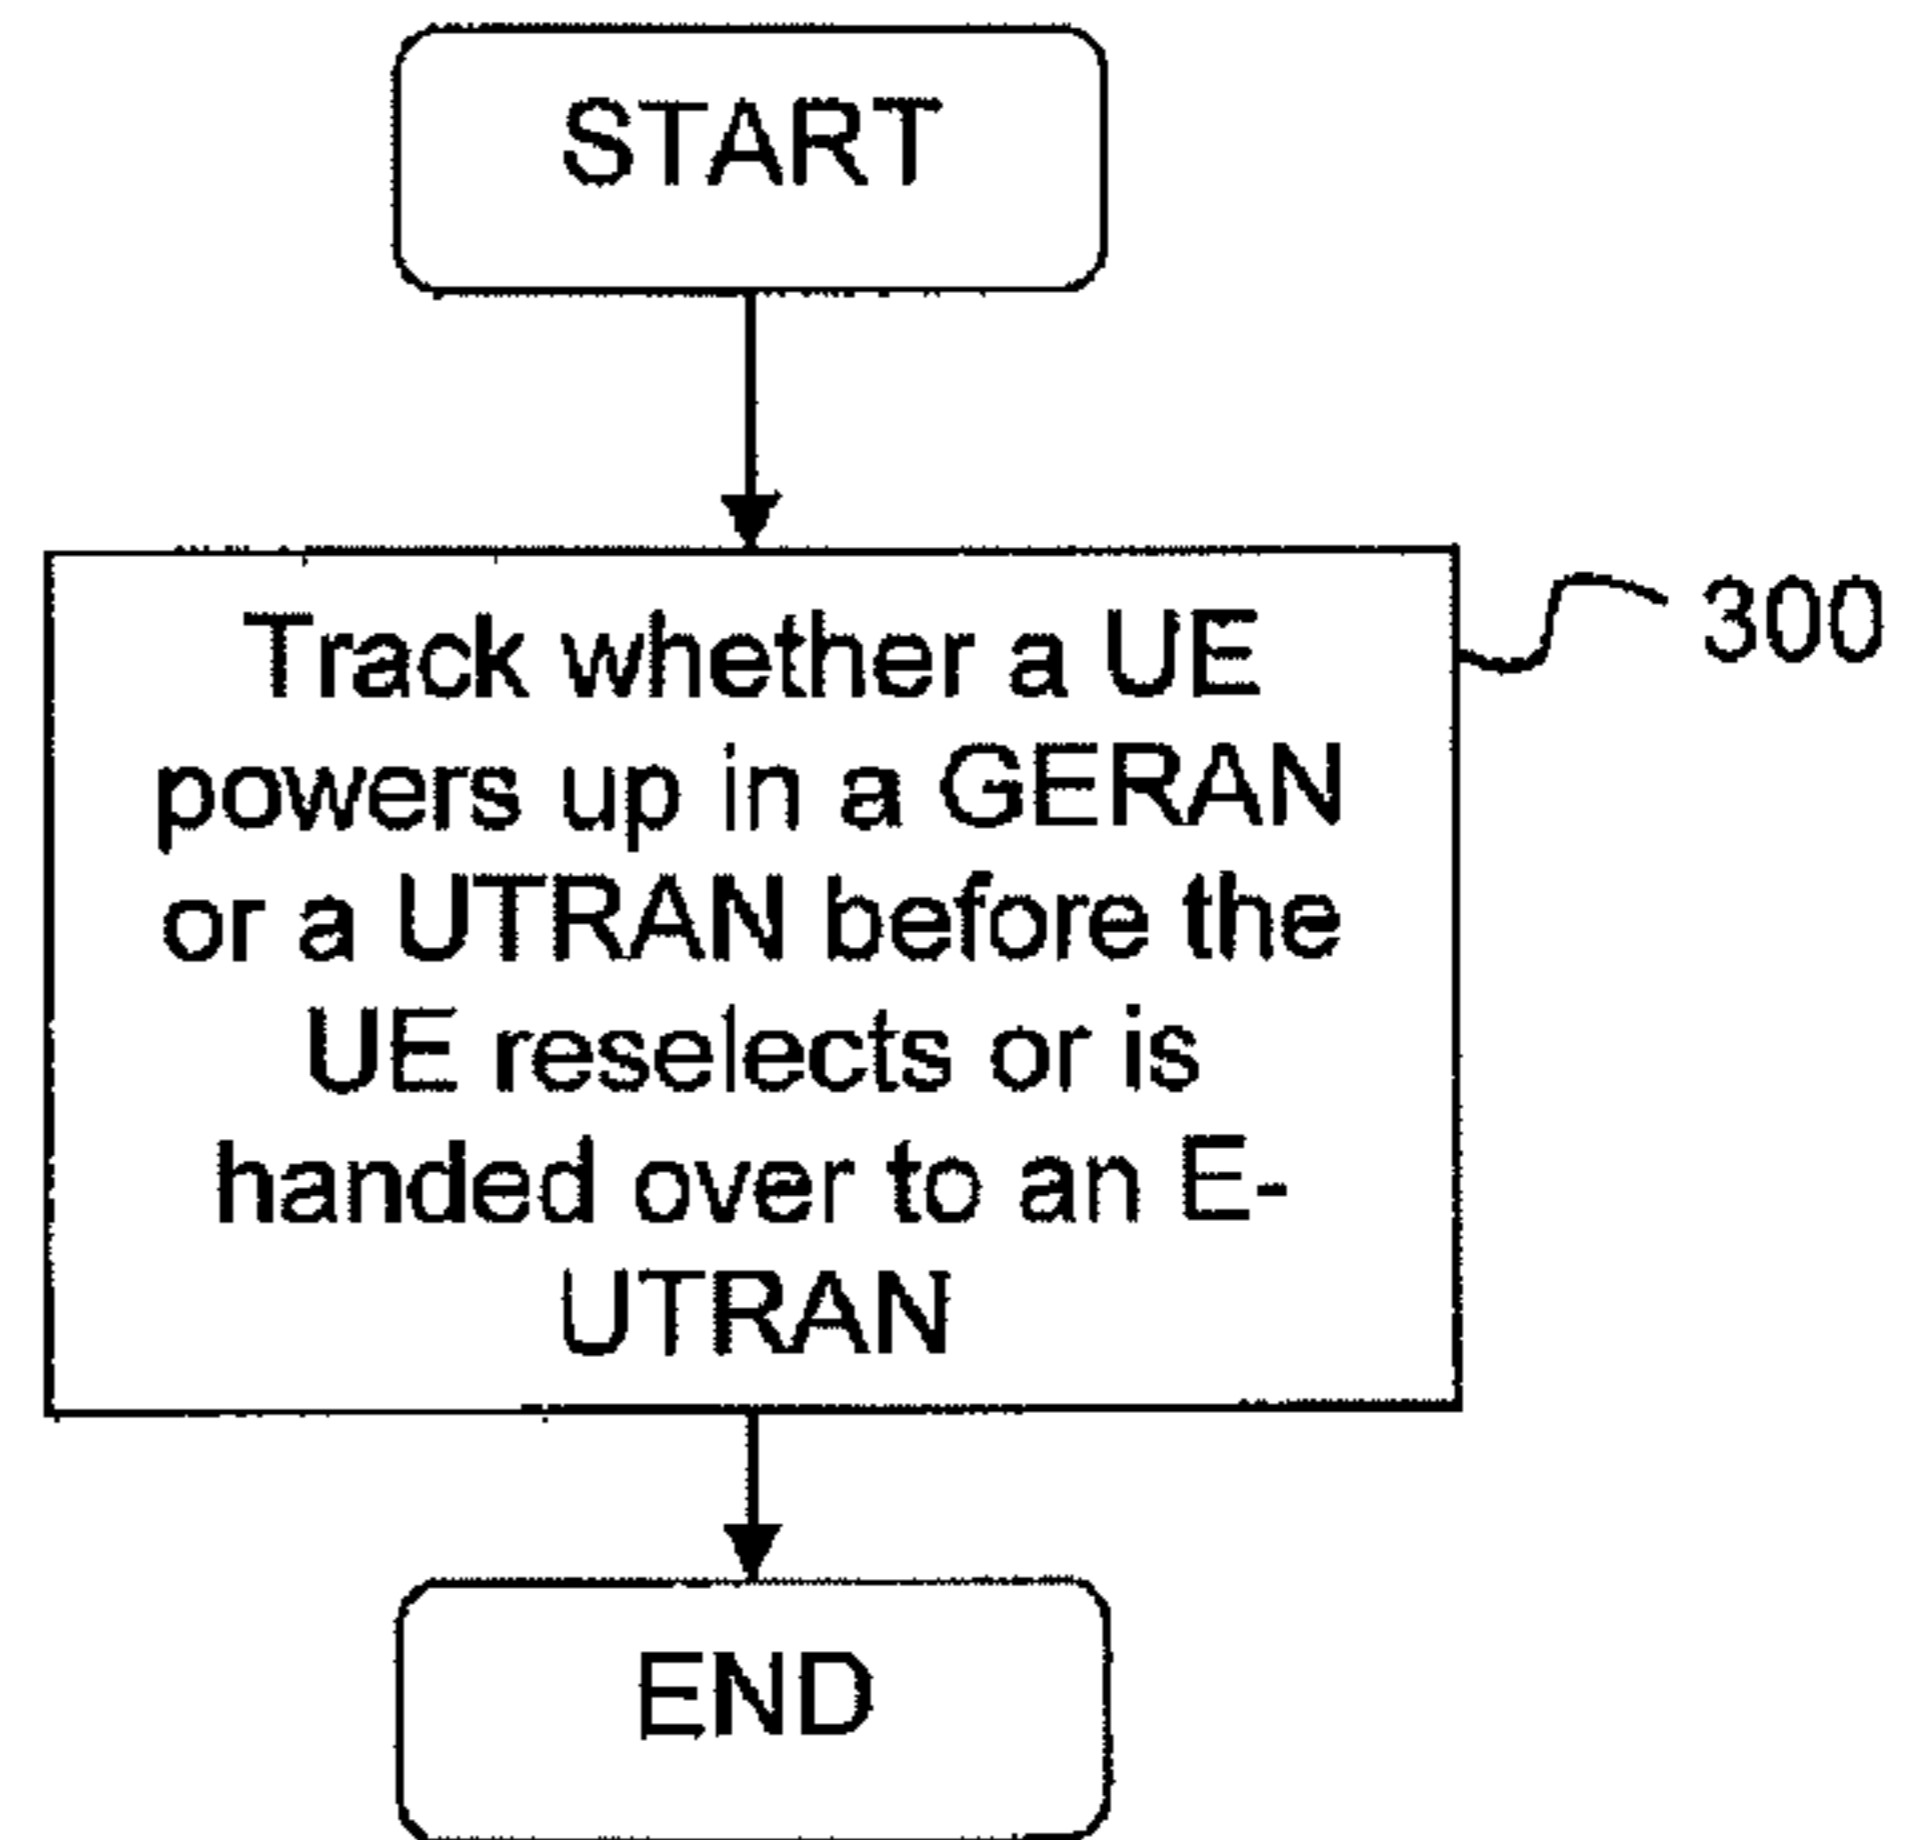 START
Track whether a UE
300
powers up in a GERAN
or a UTRAN before the
UE reselects or is
handed over to an E-
UTRAN
END